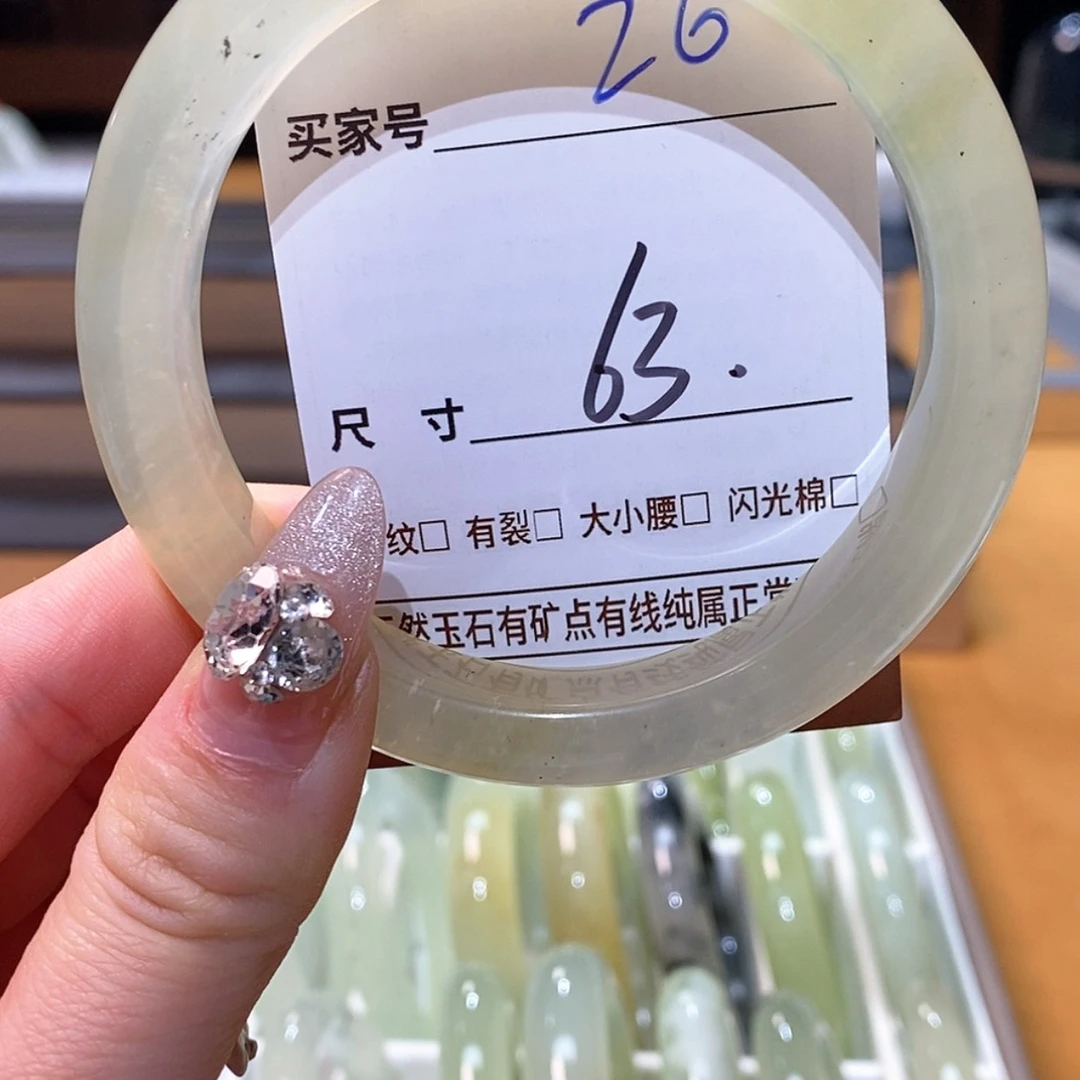 26
买家号
63.
尺 寸
纹□ 有裂□ 大小腰□ 闪光棉□
然玉石有矿点有线纯属正常